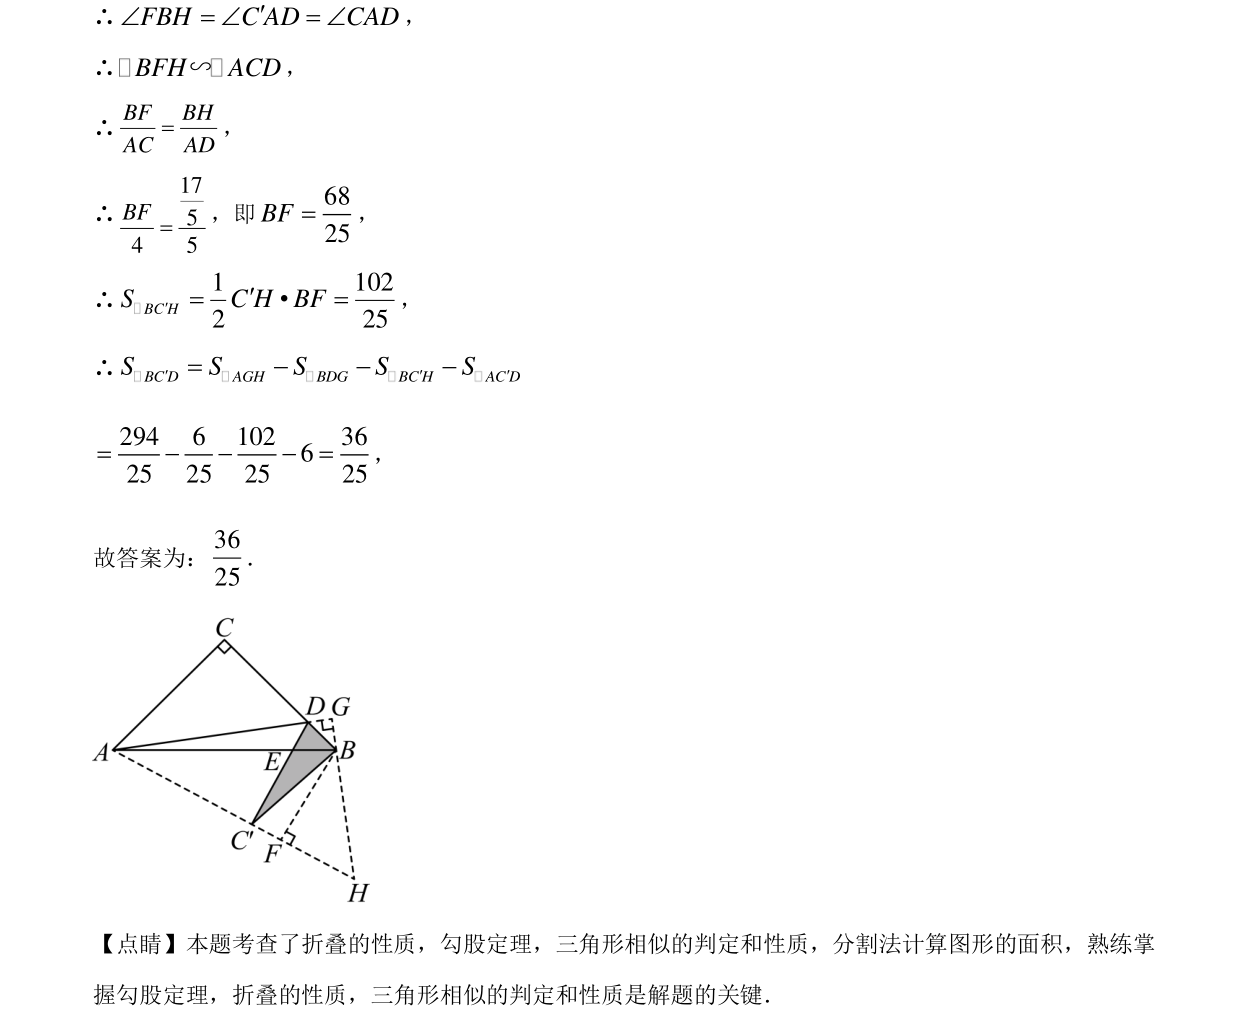 ∴∠FBH = ∠C′AD = ∠CAD，
∴□BFH∽□ACD，
∴BF/AC = BH/AD，
∴BF/4 = (17/5)/5，即 BF = 68/25，
∴S□BC′H = 1/2 C′H•BF = 102/25，
∴S□BC′D = S□AGH − S□BDG − S□BC′H − S□AC′D
= 294/25 − 6/25 − 102/25 − 6 = 36/25，
故答案为：36/25．
C
D G
A
E
B
C′
F
H
【点睛】本题考查了折叠的性质，勾股定理，三角形相似的判定和性质，分割法计算图形的面积，熟练掌
握勾股定理，折叠的性质，三角形相似的判定和性质是解题的关键．